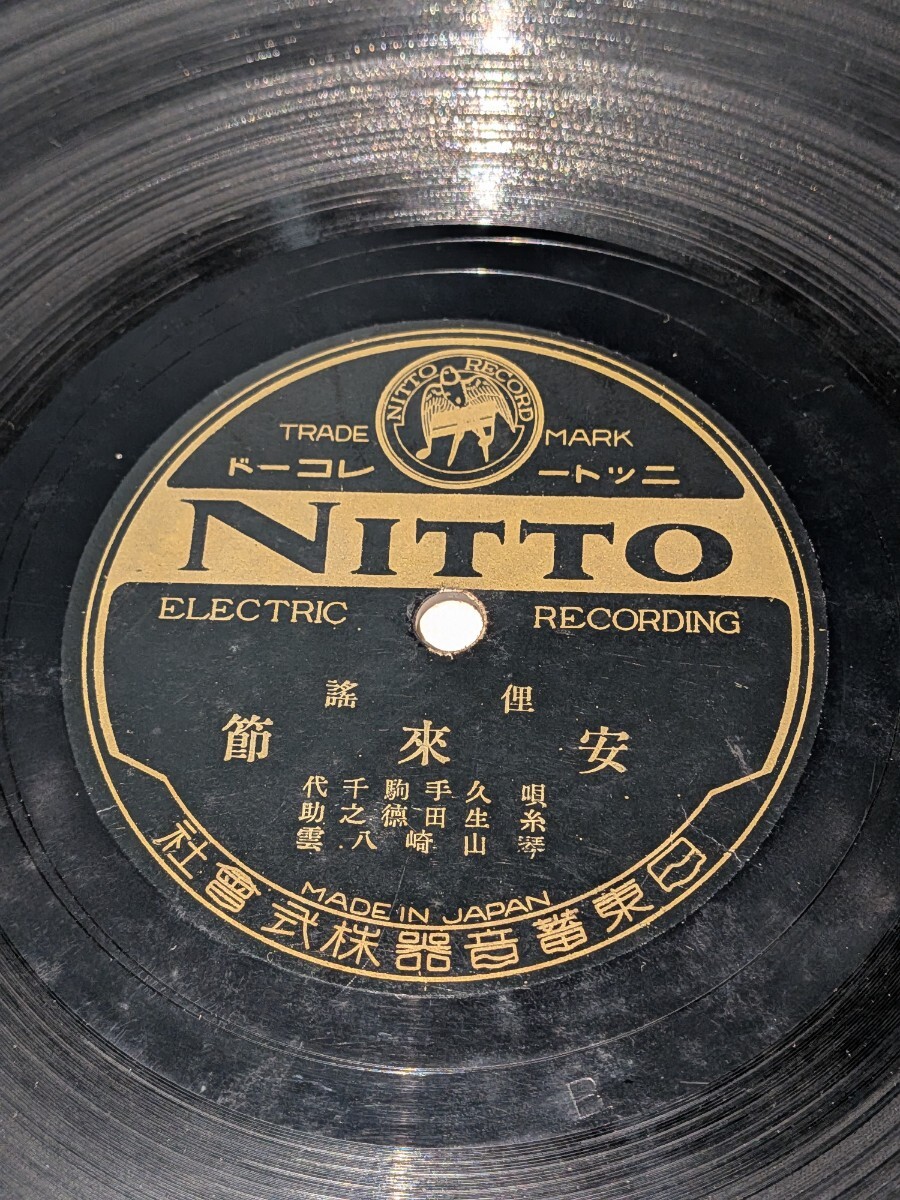 NITTO RECORD
TRADE MARK
ニットー レコード
NITTO
ELECTRIC RECORDING
俚謠
安來節
唄 久手駒千代
糸 生田德之助
琴 山崎八雲
MADE IN JAPAN
日東蓄音器株式會社